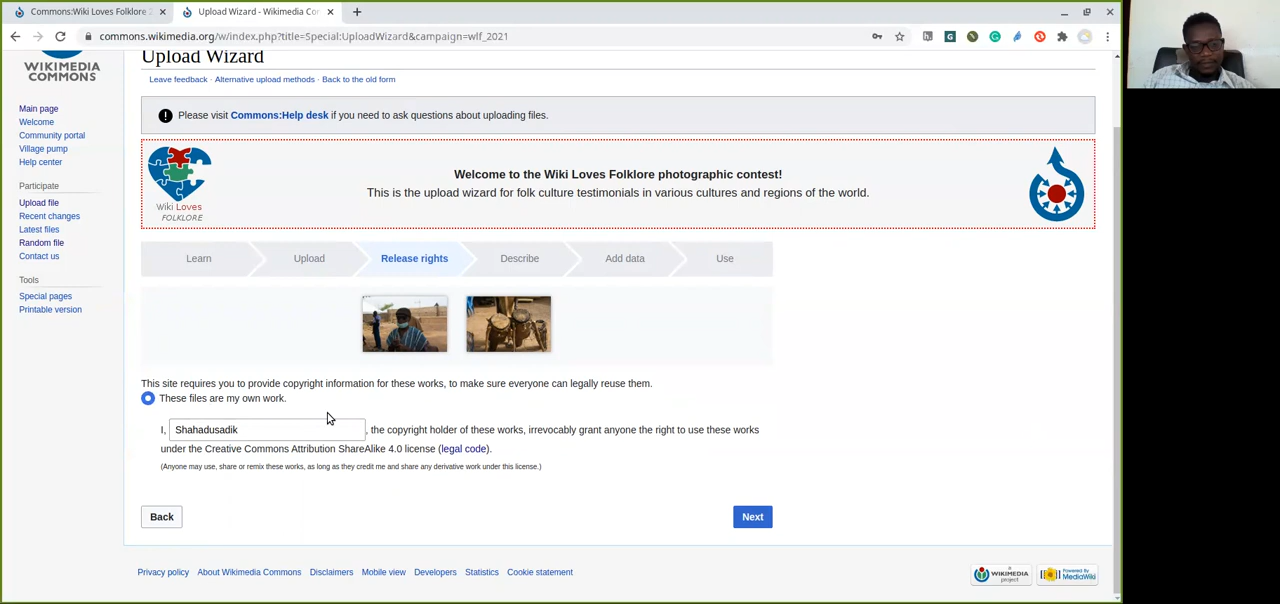 Commons:Wiki Loves Folklore 2
Upload Wizard - Wikimedia Com
commons.wikimedia.org/w/index.php?title=Special:UploadWizard&campaign=wlf_2021
WIKIMEDIA
COMMONS
Main page
Welcome
Community portal
Village pump
Help center
Participate
Upload file
Recent changes
Latest files
Random file
Contact us
Tools
Special pages
Printable version
Upload Wizard
Leave feedback · Alternative upload methods · Back to the old form
Please visit Commons:Help desk if you need to ask questions about uploading files.
Wiki Loves
FOLKLORE
Welcome to the Wiki Loves Folklore photographic contest!
This is the upload wizard for folk culture testimonials in various cultures and regions of the world.
Learn Upload Release rights Describe Add data Use
This site requires you to provide copyright information for these works, to make sure everyone can legally reuse them.
These files are my own work.
I, Shahadusadik , the copyright holder of these works, irrevocably grant anyone the right to use these works
under the Creative Commons Attribution ShareAlike 4.0 license (legal code).
(Anyone may use, share or remix these works, as long as they credit me and share any derivative work under this license.)
Back Next
Privacy policy About Wikimedia Commons Disclaimers Mobile view Developers Statistics Cookie statement
A
WIKIMEDIA
project
Powered By
MediaWiki